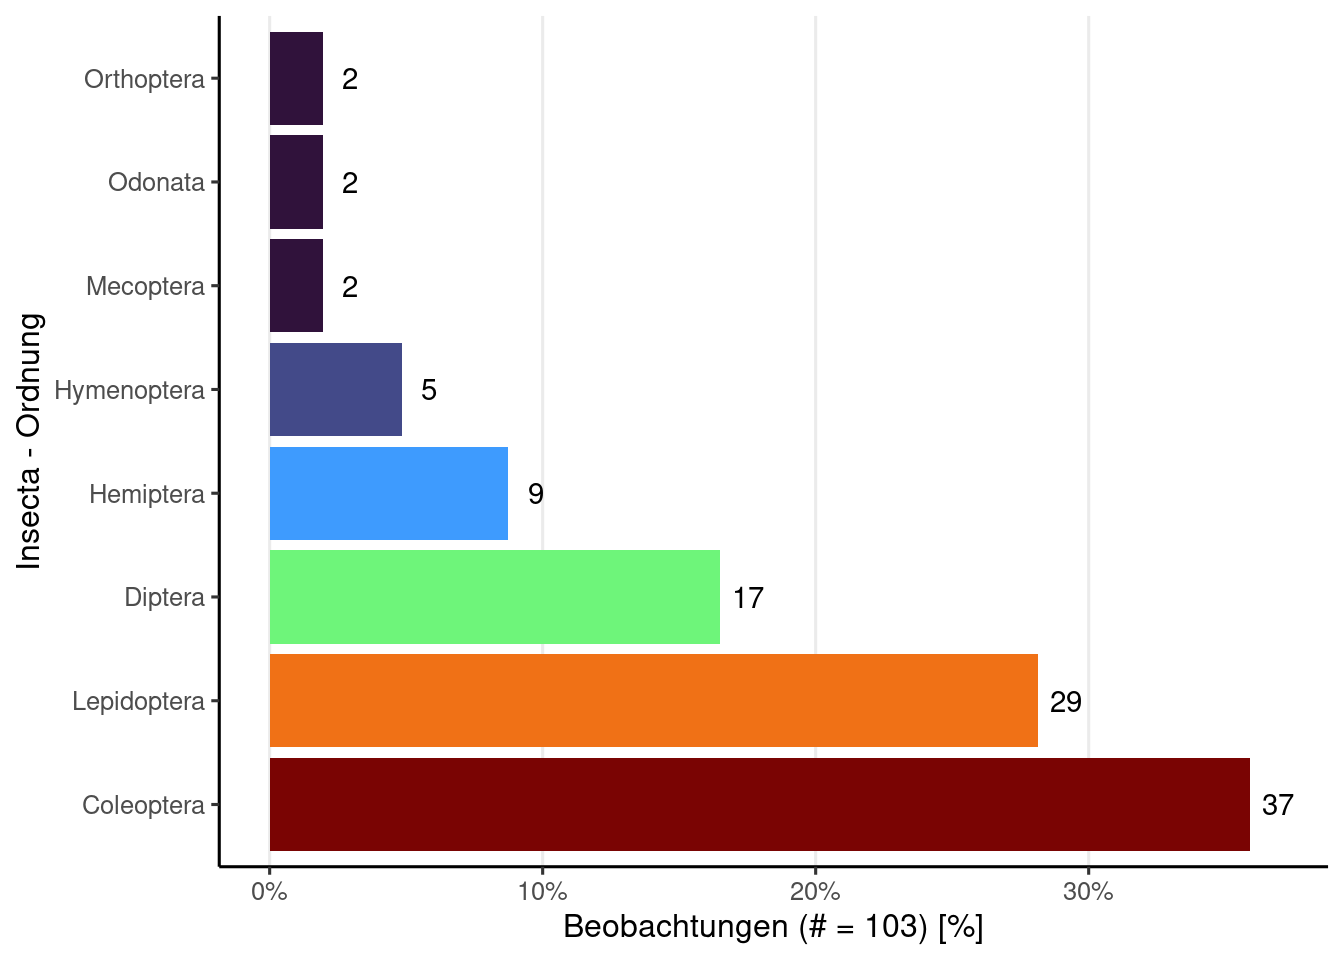 Orthoptera 2
Odonata 2
Mecoptera 2
Hymenoptera 5
Hemiptera 9
Diptera 17
Lepidoptera 29
Coleoptera 37
Insecta - Ordnung
0% 10% 20% 30%
Beobachtungen (# = 103) [%]